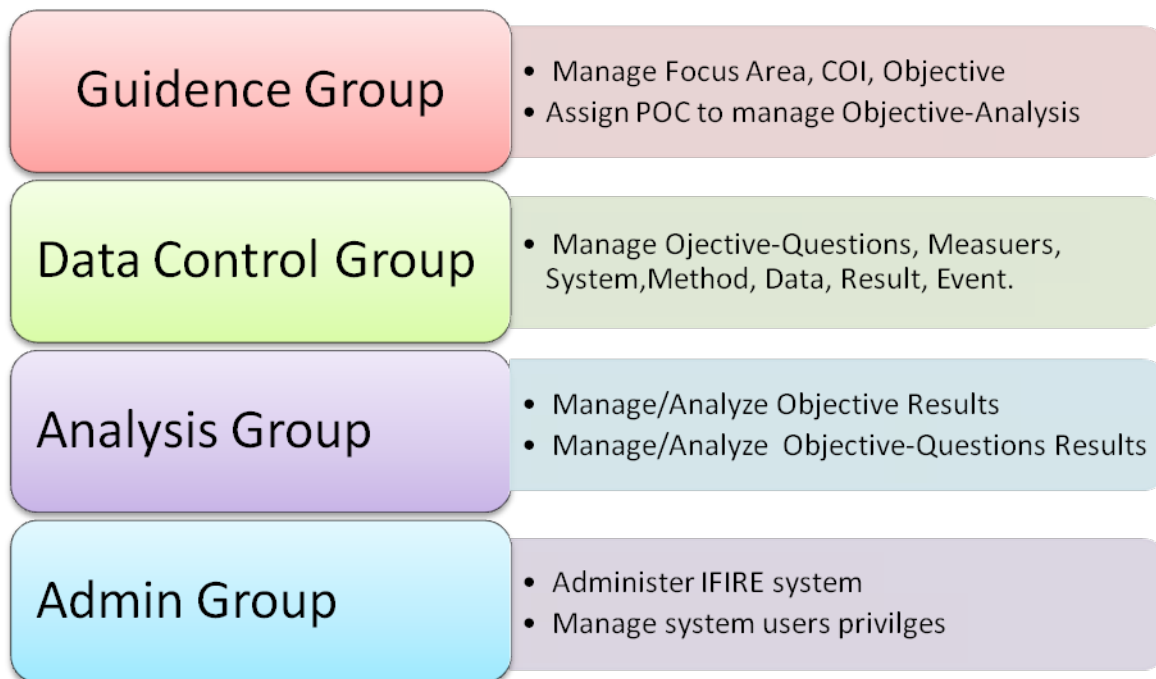 Guidence Group
• Manage Focus Area, COI, Objective
• Assign POC to manage Objective-Analysis
Data Control Group
• Manage Ojective-Questions, Measuers,
System,Method, Data, Result, Event.
Analysis Group
• Manage/Analyze Objective Results
• Manage/Analyze Objective-Questions Results
Admin Group
• Administer IFIRE system
• Manage system users privilges